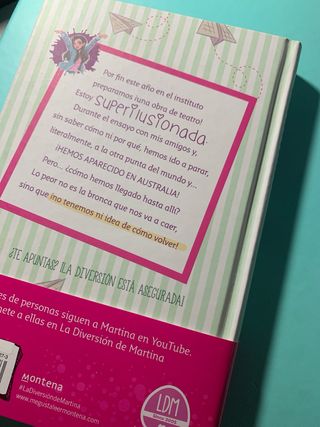 Por fin este año en el instituto
preparamos ¡una obra de teatro!
Estoy superilusionada.
Durante el ensayo con mis amigos y,
sin saber cómo ni por qué, hemos ido a parar,
literalmente, a la otra punta del mundo y...
¡HEMOS APARECIDO EN AUSTRALIA!
Pero... ¿cómo hemos llegado hasta allí?
Lo peor no es la bronca que nos va a caer,
sino que ¡no tenemos ni idea de cómo volver!
¿TE APUNTAS? ¡LA DIVERSIÓN ESTÁ ASEGURADA!
es de personas siguen a Martina en YouTube.
nete a ellas en La Diversión de Martina
montena
#LaDiversióndeMartina
www.megustaleermontena.com
LDM